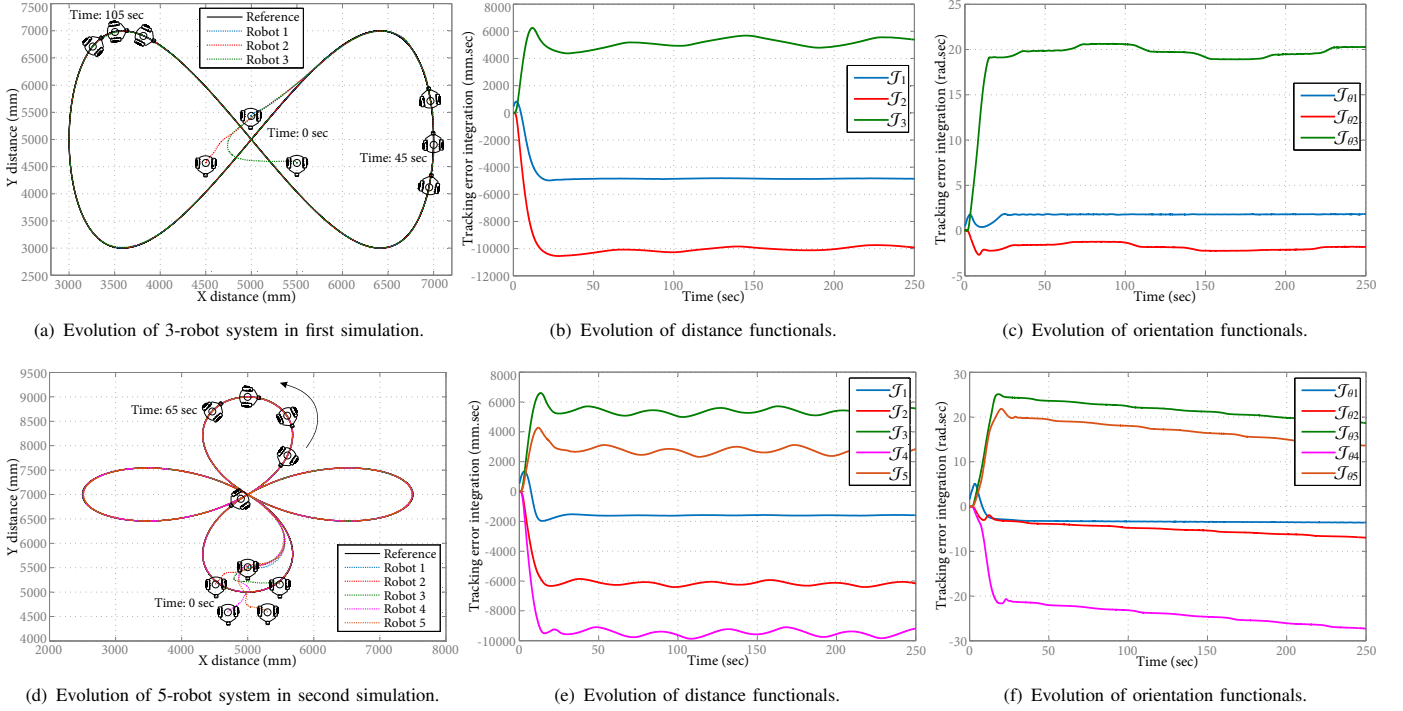 7500
7000
6500
6000
5500
5000
4500
4000
3500
3000
2500
Y distance (mm)
Time: 105 sec
Reference
Robot 1
Robot 2
Robot 3
Time: 0 sec
Time: 45 sec
3000 3500 4000 4500 5000 5500 6000 6500 7000
X distance (mm)
(a) Evolution of 3-robot system in first simulation.
8000
6000
4000
2000
0
-2000
-4000
-6000
-8000
-10000
-12000
Tracking error integration (mm.sec)
𝒥1
𝒥2
𝒥3
0 50 100 150 200 250
Time (sec)
(b) Evolution of distance functionals.
25
20
15
10
5
0
-5
Tracking error integration (rad.sec)
𝒥θ1
𝒥θ2
𝒥θ3
0 50 100 150 200 250
Time (sec)
(c) Evolution of orientation functionals.
9500
9000
8500
8000
7500
7000
6500
6000
5500
5000
4500
4000
Y distance (mm)
Time: 65 sec
Time: 0 sec
Reference
Robot 1
Robot 2
Robot 3
Robot 4
Robot 5
2000 3000 4000 5000 6000 7000 8000
X distance (mm)
(d) Evolution of 5-robot system in second simulation.
8000
6000
4000
2000
0
-2000
-4000
-6000
-8000
-10000
Tracking error integration (mm.sec)
𝒥1
𝒥2
𝒥3
𝒥4
𝒥5
0 50 100 150 200 250
Time (sec)
(e) Evolution of distance functionals.
30
20
10
0
-10
-20
-30
Tracking error integration (rad.sec)
𝒥θ1
𝒥θ2
𝒥θ3
𝒥θ4
𝒥θ5
0 50 100 150 200 250
Time (sec)
(f) Evolution of orientation functionals.